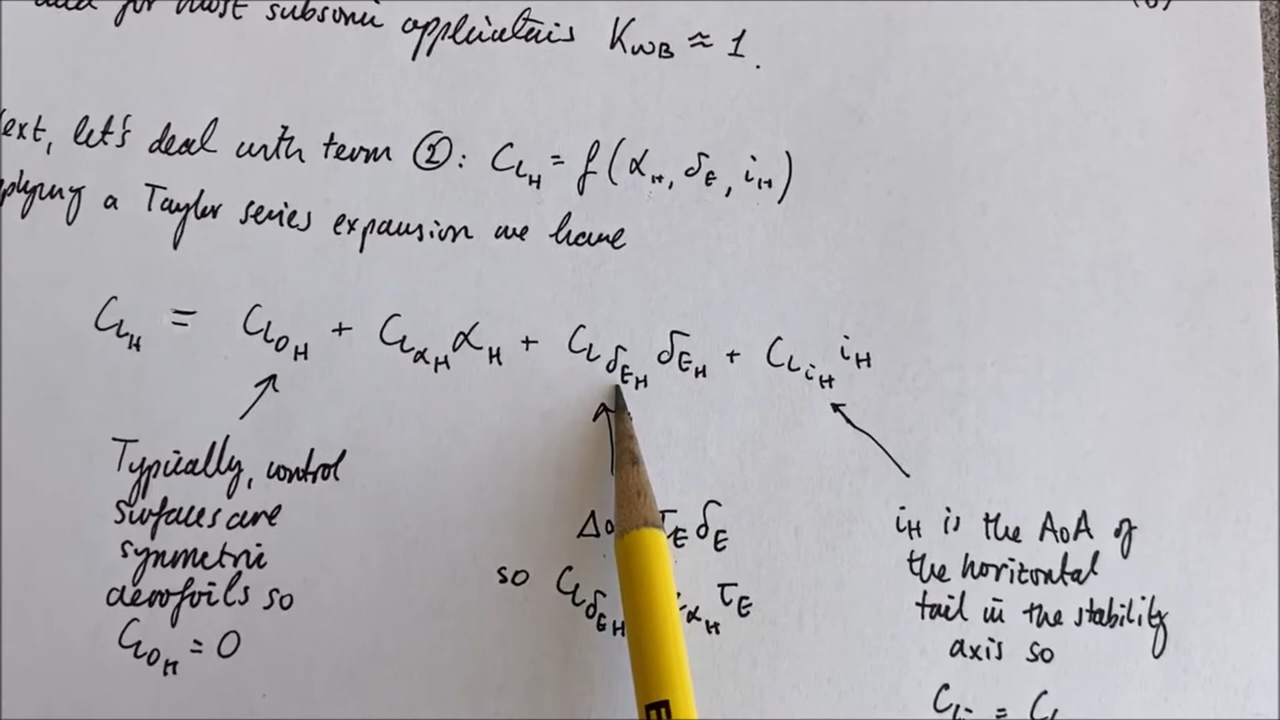 for most subsonic applications K_WB ≈ 1.
let's deal with term ②: C_L_H = f(α_H, δ_E, i_H)
a Taylor series expansion we have
C_L_H = C_L_0_H + C_L_α_H α_H + C_L_δ_E_H δ_E_H + C_L_i_H i_H
Typically, control
surfaces are
symmetric
aerofoils so
C_L_0_H = 0
Δ τ_E δ_E
so C_L_δ_E_H α_H τ_E
i_H is the AoA of
the horizontal
tail in the stability
axis so